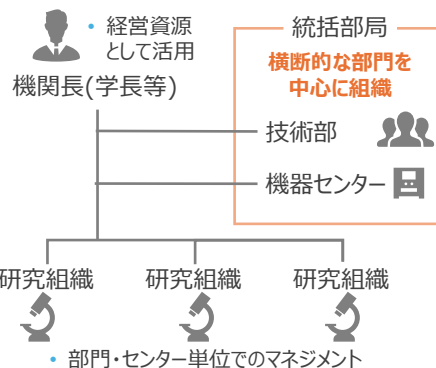 ・経営資源
として活用
機関長(学長等)
統括部局
横断的な部門を
中心に組織
技術部
機器センター
研究組織
研究組織
研究組織
・部門・センター単位でのマネジメント